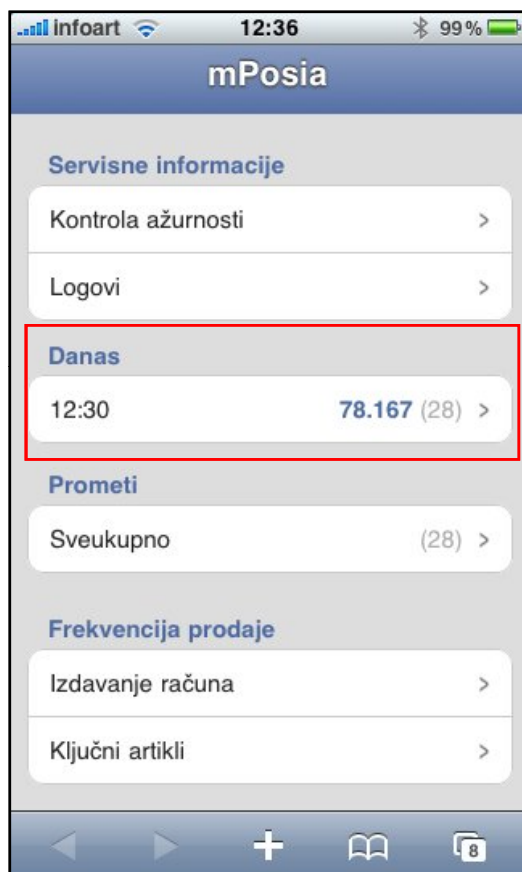 infoart 12:36 99%
mPosia
Servisne informacije
Kontrola ažurnosti >
Logovi >
Danas
12:30 78.167 (28) >
Prometi
Sveukupno (28) >
Frekvencija prodaje
Izdavanje računa >
Ključni artikli >
8